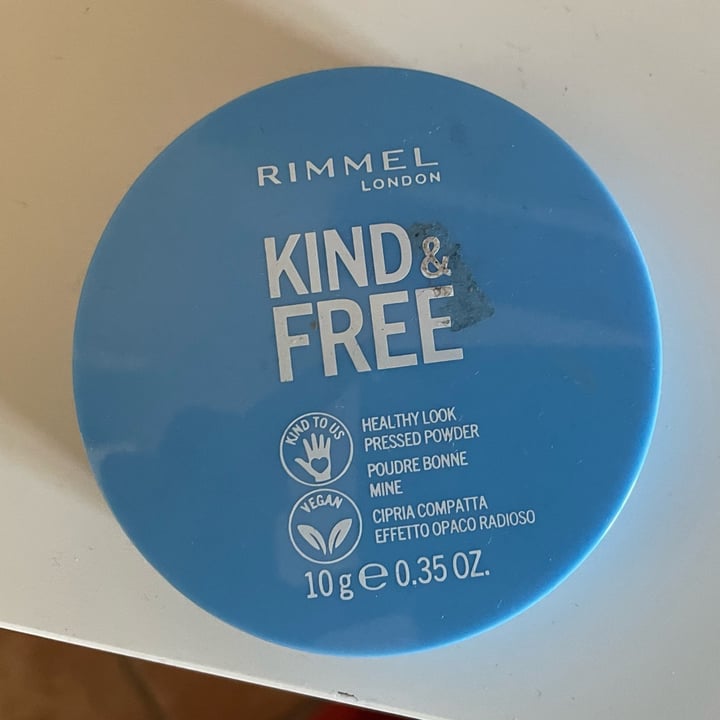 RIMMEL
LONDON
KIND &
FREE
KIND TO US
HEALTHY LOOK
PRESSED POWDER
POUDRE BONNE
MINE
VEGAN
CIPRIA COMPATTA
EFFETTO OPACO RADIOSO
10 g e 0.35 OZ.